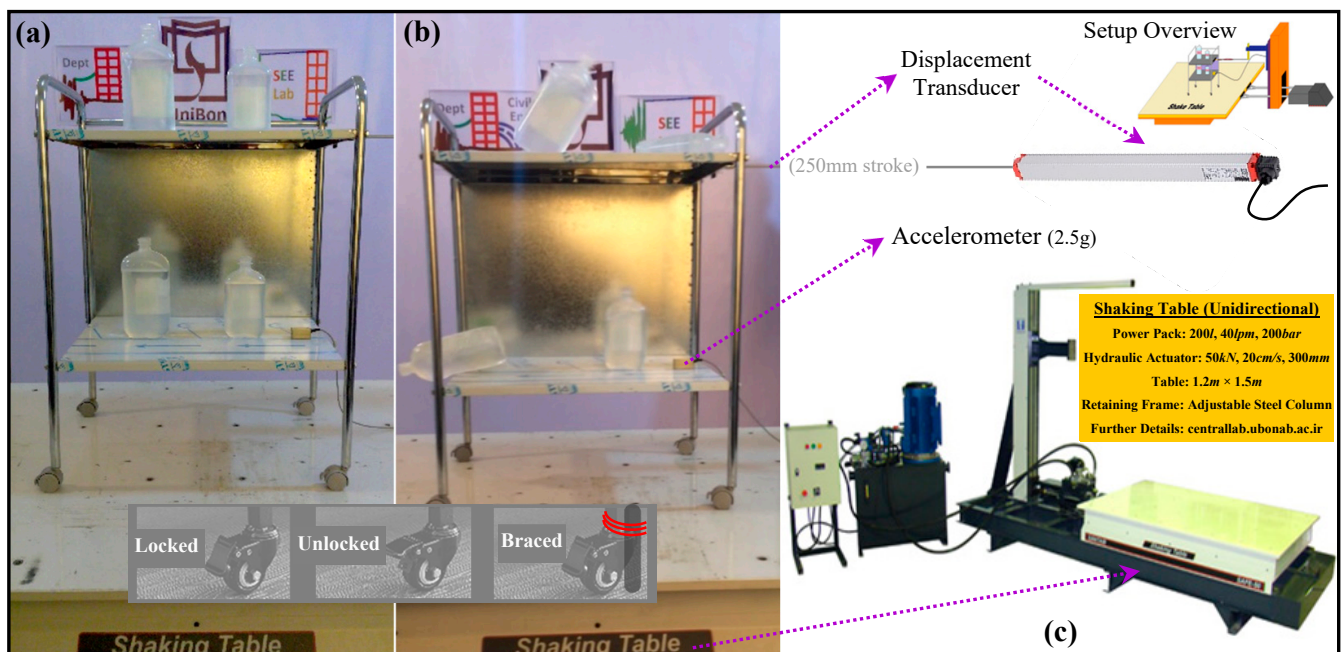 (a)
Dept
SEE
Lab
UniBon
(b)
Dept
SEE
Locked
Unlocked
Braced
Shaking Table
Shaking Table
Setup Overview
Displacement
Transducer
Shake Table
(250mm stroke)
Accelerometer (2.5g)
Shaking Table (Unidirectional)
Power Pack: 200l, 40lpm, 200bar
Hydraulic Actuator: 50kN, 20cm/s, 300mm
Table: 1.2m × 1.5m
Retaining Frame: Adjustable Steel Column
Further Details: centrallab.ubonab.ac.ir
Shaking Table
(c)